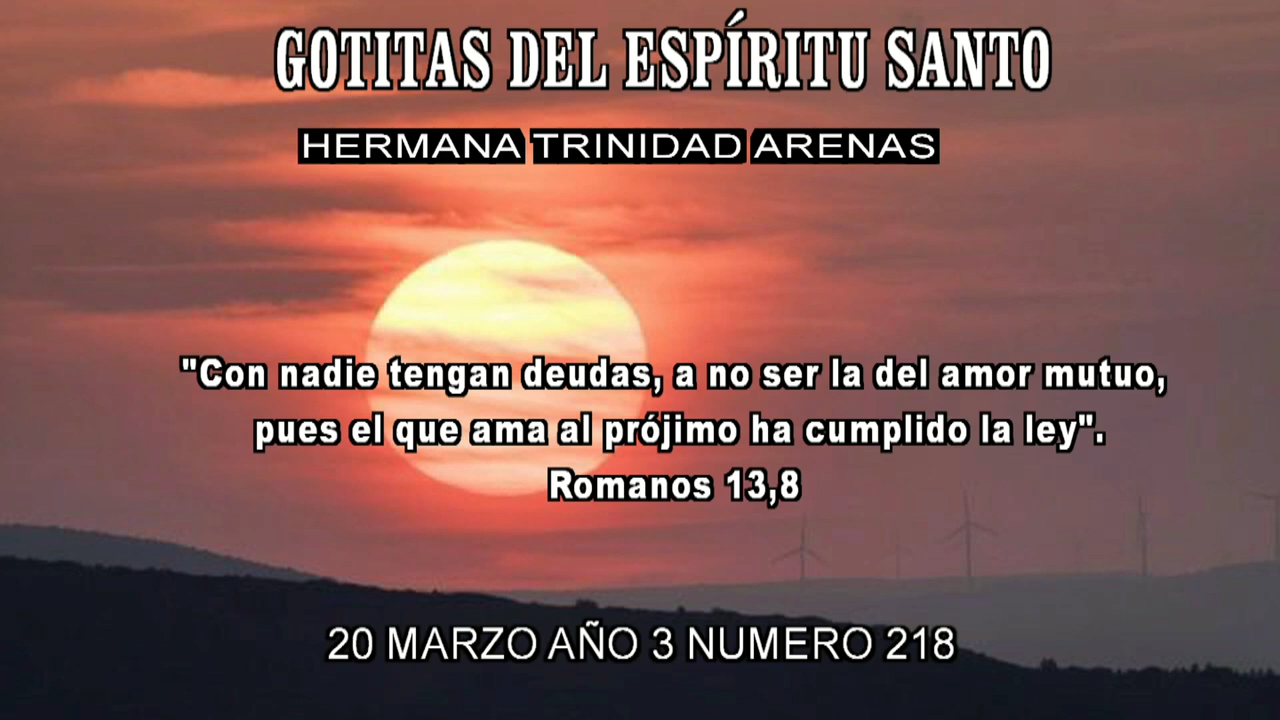 GOTITAS DEL ESPÍRITU SANTO
HERMANA TRINIDAD ARENAS
"Con nadie tengan deudas, a no ser la del amor mutuo,
pues el que ama al prójimo ha cumplido la ley".
Romanos 13,8
20 MARZO AÑO 3 NUMERO 218